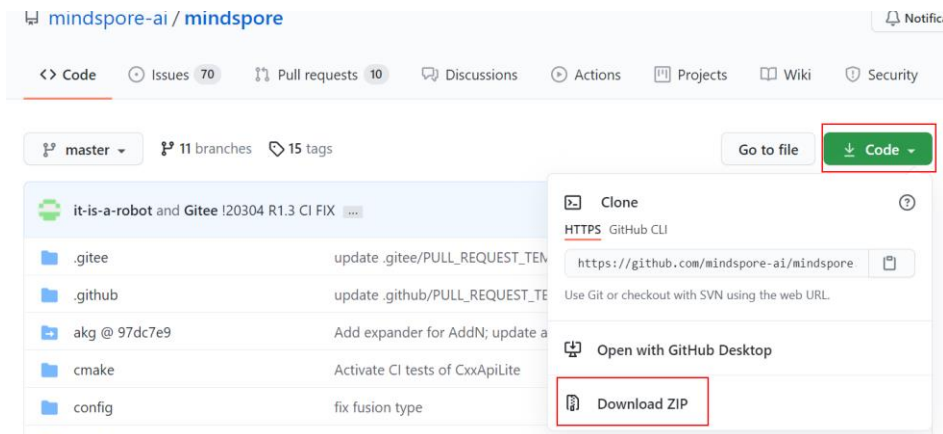 mindspore-ai / mindspore
Notific
<> Code Issues 70 Pull requests 10 Discussions Actions Projects Wiki Security
master 11 branches 15 tags Go to file Code
it-is-a-robot and Gitee !20304 R1.3 CI FIX ...
Clone
HTTPS GitHub CLI
.gitee update .gitee/PULL_REQUEST_TEM
https://github.com/mindspore-ai/mindspore
.github update .github/PULL_REQUEST_TE
Use Git or checkout with SVN using the web URL.
akg @ 97dc7e9 Add expander for AddN; update a
Open with GitHub Desktop
cmake Activate CI tests of CxxApiLite
config fix fusion type
Download ZIP